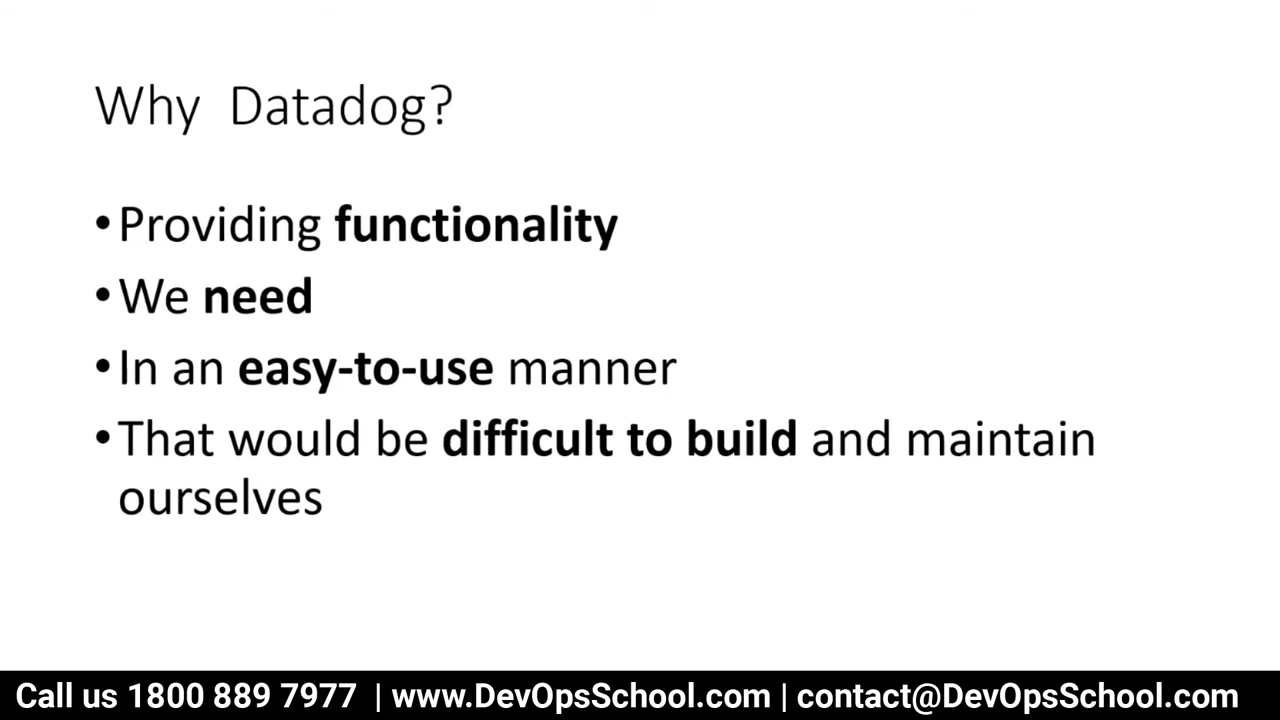 Why Datadog?
•Providing functionality
•We need
•In an easy-to-use manner
•That would be difficult to build and maintain
ourselves
Call us 1800 889 7977 | www.DevOpsSchool.com | contact@DevOpsSchool.com